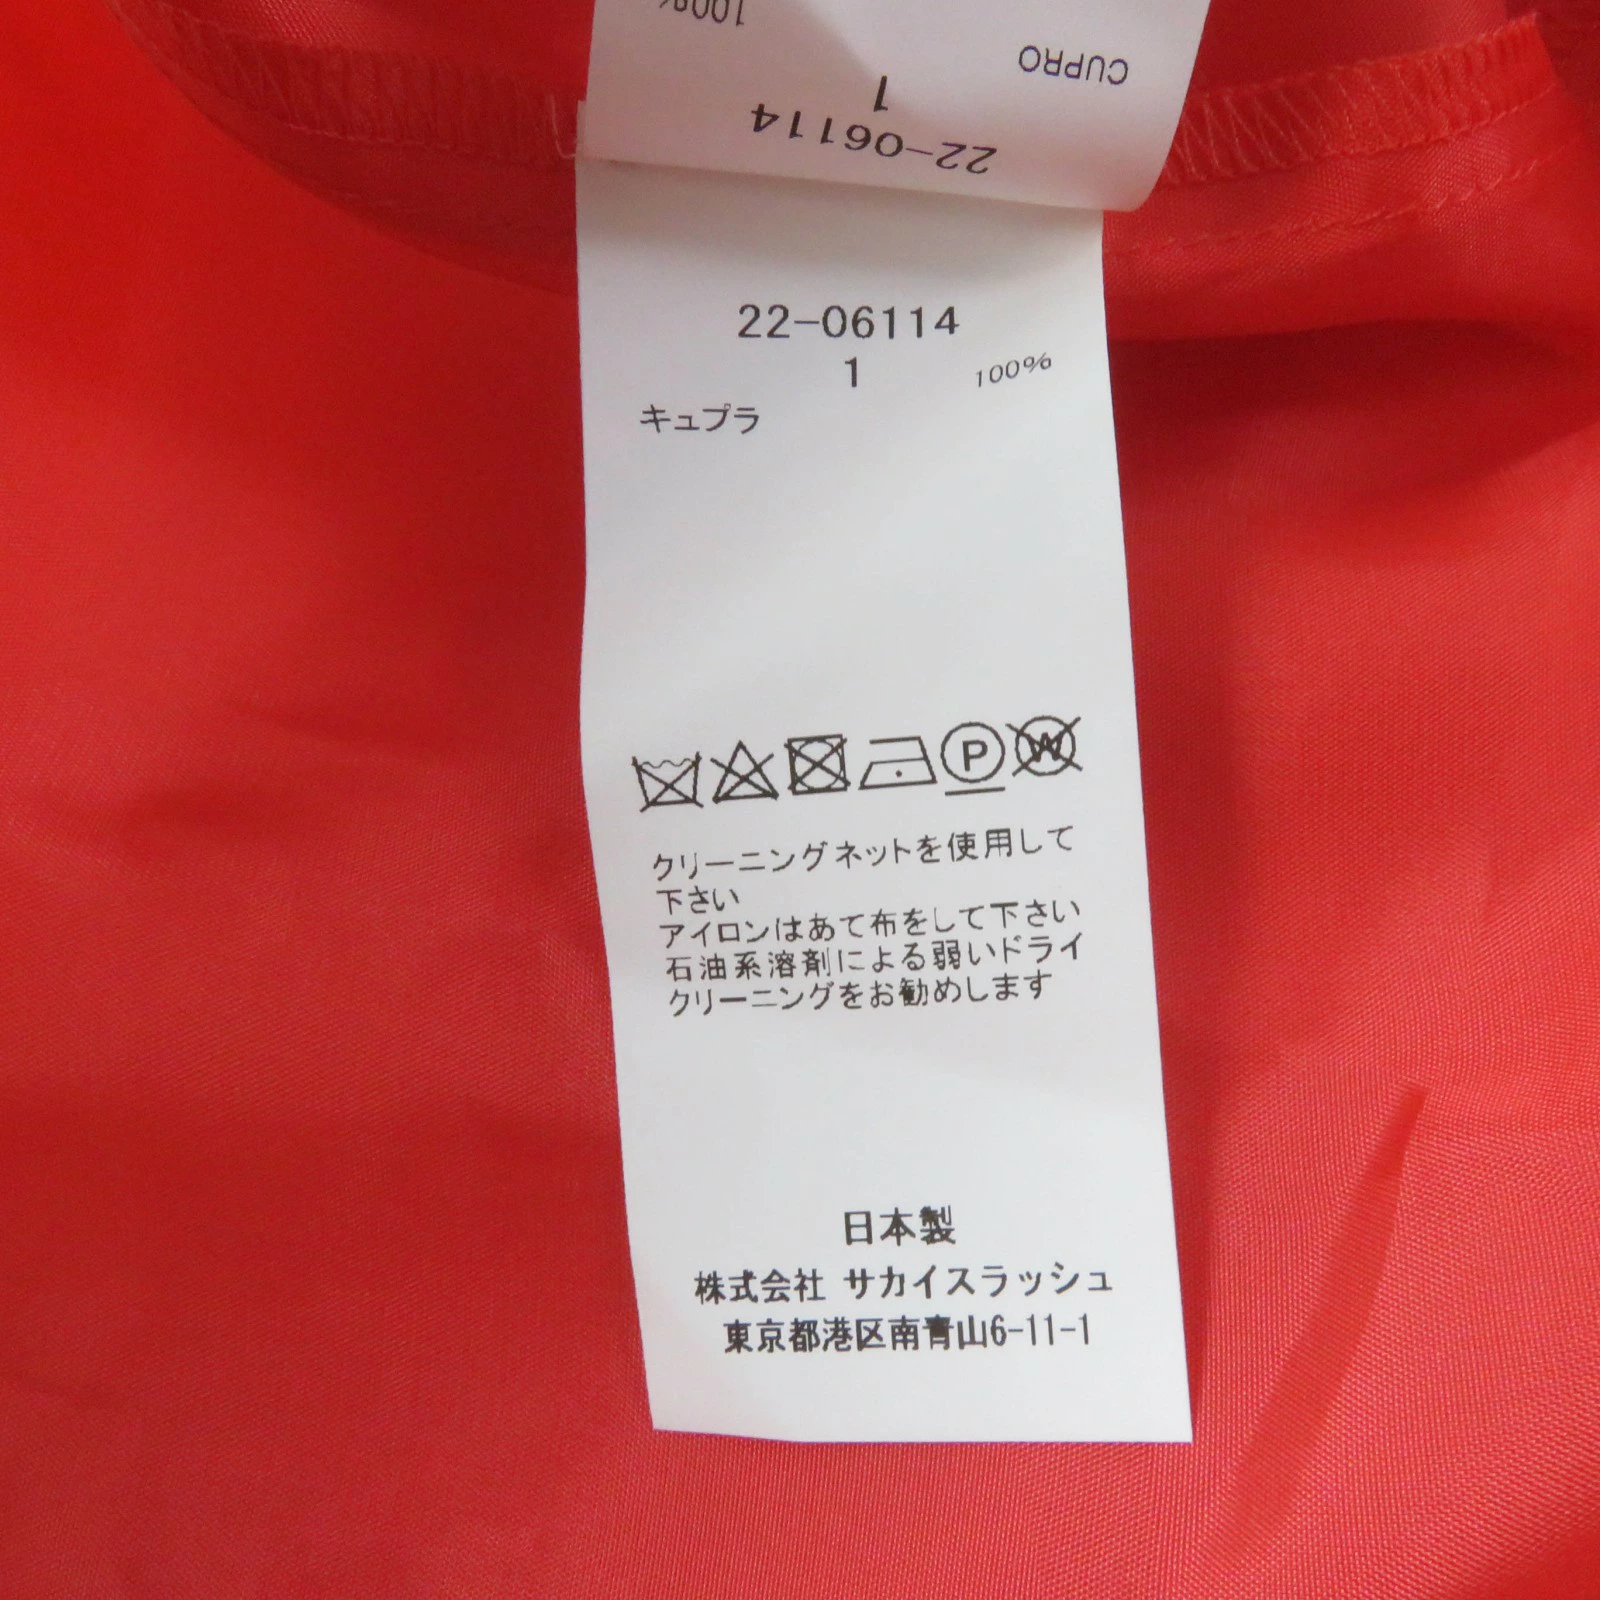 100%
CUPRO
1
22-06114
22-06114
1
100%
キュプラ
P
W
クリーニングネットを使用して
下さい
アイロンはあて布をして下さい
石油系溶剤による弱いドライ
クリーニングをお勧めします
日本製
株式会社 サカイスラッシュ
東京都港区南青山6-11-1